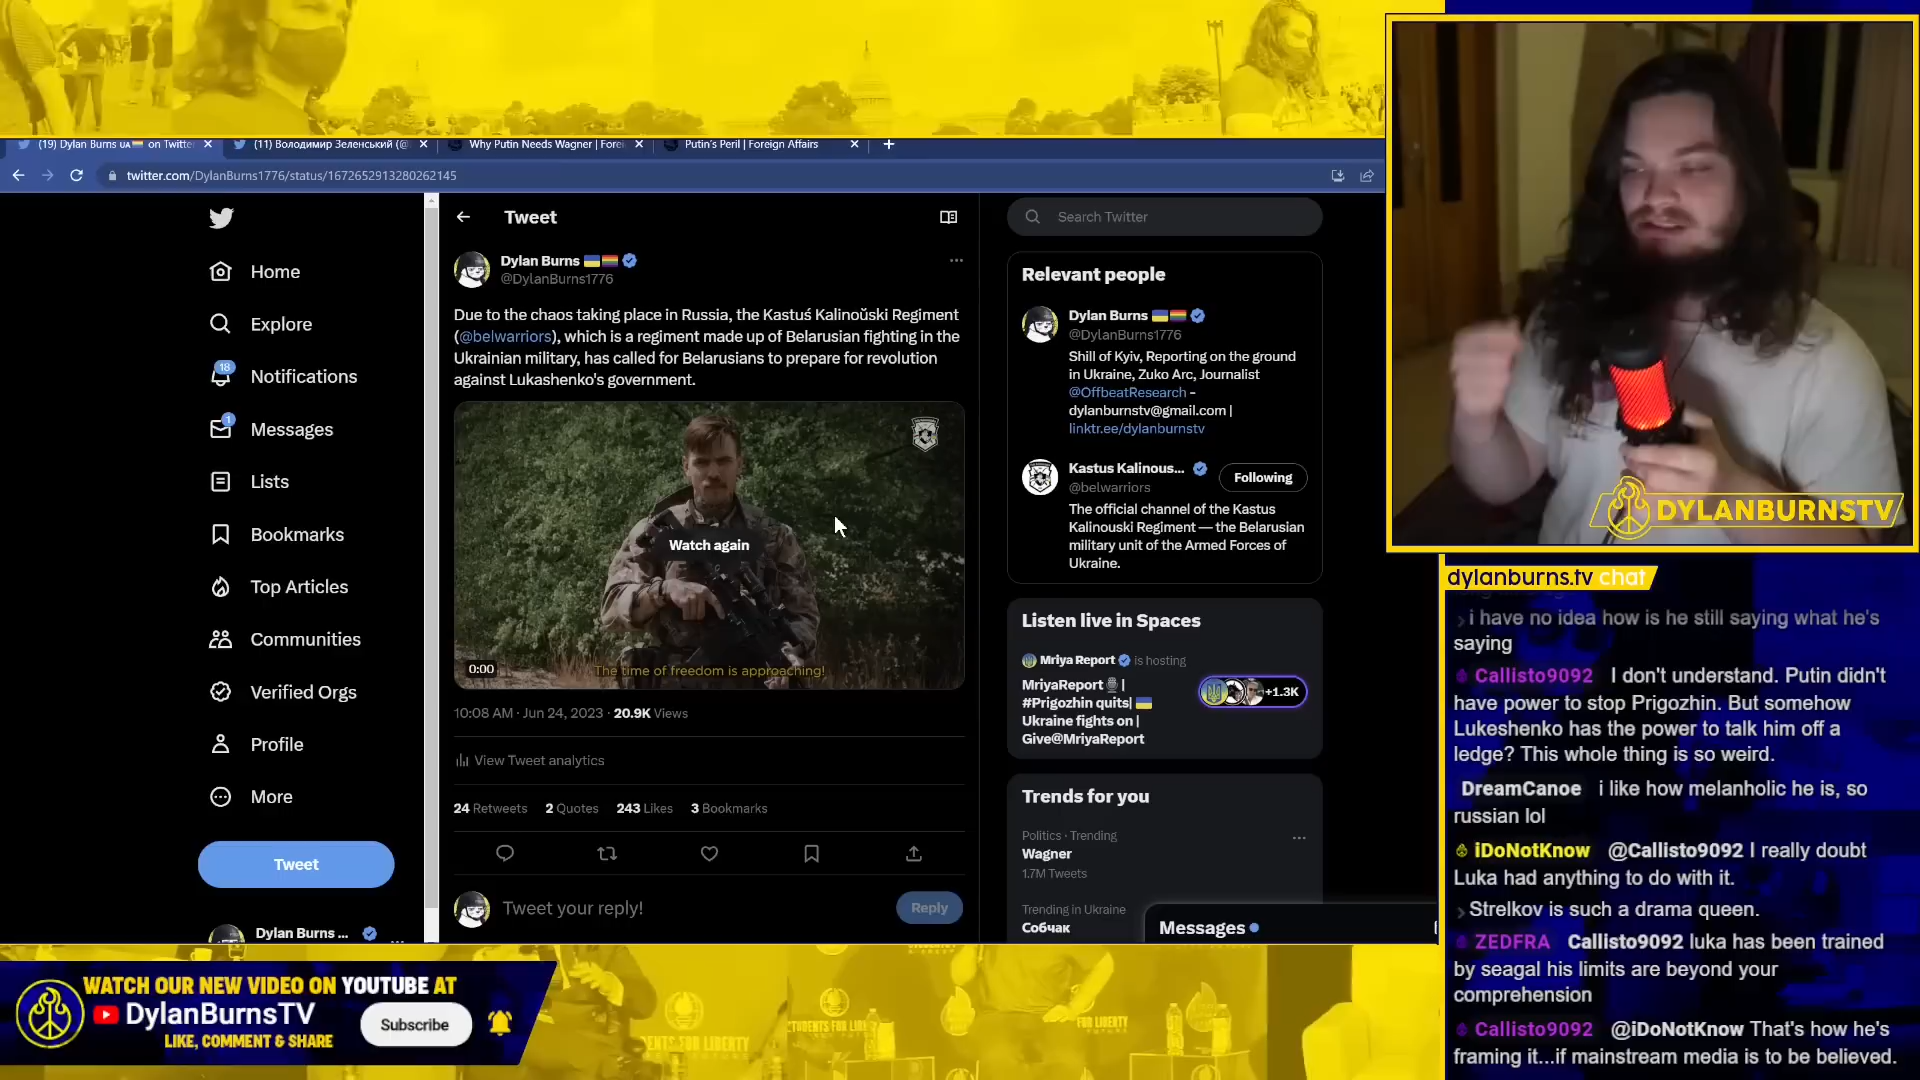 (19) Dylan Burns UA on Twitte
(11) Володимир Зеленський (@
Why Putin Needs Wagner | Forei
Putin's Peril | Foreign Affairs
twitter.com/DylanBurns1776/status/1672652913280262145
Home
Explore
18
Notifications
1
Messages
Lists
Bookmarks
Top Articles
Communities
Verified Orgs
Profile
More
Tweet
Dylan Burns ...
Tweet
Dylan Burns
@DylanBurns1776
Due to the chaos taking place in Russia, the Kastuś Kalinoŭski Regiment
(@belwarriors), which is a regiment made up of Belarusian fighting in the
Ukrainian military, has called for Belarusians to prepare for revolution
against Lukashenko's government.
Watch again
0:00
The time of freedom is approaching!
10:08 AM · Jun 24, 2023 · 20.9K Views
View Tweet analytics
24 Retweets 2 Quotes 243 Likes 3 Bookmarks
Tweet your reply!
Reply
Search Twitter
Relevant people
Dylan Burns
@DylanBurns1776
Shill of Kyiv, Reporting on the ground
in Ukraine, Zuko Arc, Journalist
@OffbeatResearch -
dylanburnstv@gmail.com |
linktr.ee/dylanburnstv
Kastus Kalinous...
@belwarriors
Following
The official channel of the Kastus
Kalinouski Regiment — the Belarusian
military unit of the Armed Forces of
Ukraine.
Listen live in Spaces
Mriya Report is hosting
MriyaReport |
#Prigozhin quits|
Ukraine fights on |
Give@MriyaReport
+1.3K
Trends for you
Politics · Trending
Wagner
1.7M Tweets
Trending in Ukraine
Собчак
Messages
DYLANBURNSTV
dylanburns.tv chat
i have no idea how is he still saying what he's
saying
Callisto9092 I don't understand. Putin didn't
have power to stop Prigozhin. But somehow
Lukeshenko has the power to talk him off a
ledge? This whole thing is so weird.
DreamCanoe i like how melanholic he is, so
russian lol
iDoNotKnow @Callisto9092 I really doubt
Luka had anything to do with it.
Strelkov is such a drama queen.
ZEDFRA Callisto9092 luka has been trained
by seagal his limits are beyond your
comprehension
Callisto9092 @iDoNotKnow That's how he's
framing it...if mainstream media is to be believed.
WATCH OUR NEW VIDEO ON YOUTUBE AT
DylanBurnsTV
LIKE, COMMENT & SHARE
Subscribe
STUDENTS FOR LIBERTY
FOR LIBERTY